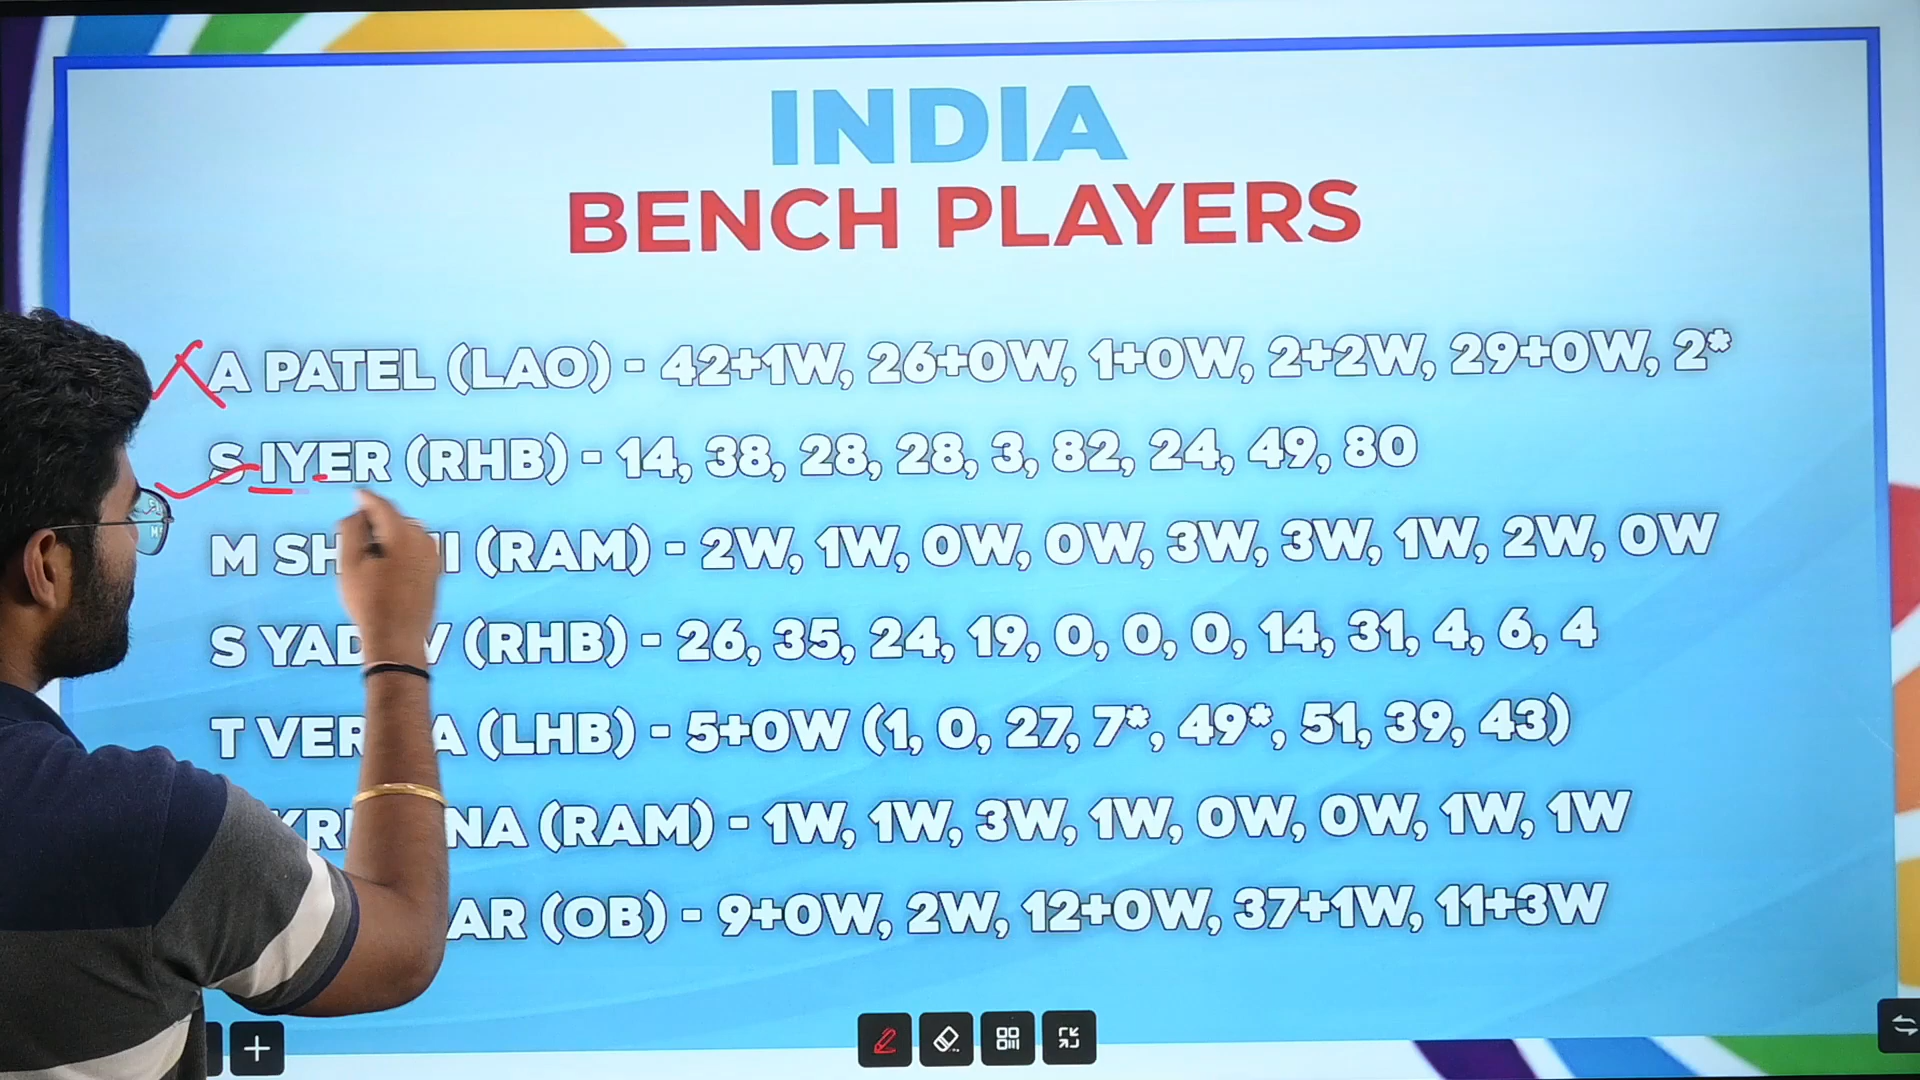 INDIA
BENCH PLAYERS
A PATEL (LAO) - 42+1W, 26+0W, 1+0W, 2+2W, 29+0W, 2*
S IYER (RHB) - 14, 38, 28, 28, 3, 82, 24, 49, 80
M (RAM) - 2W, 1W, 0W, 0W, 3W, 3W, 1W, 2W, 0W
S (RHB) - 26, 35, 24, 19, 0, 0, 0, 14, 31, 4, 6, 4
T (LHB) - 5+0W (1, 0, 27, 7*, 49*, 51, 39, 43)
(RAM) - 1W, 1W, 3W, 1W, 0W, 0W, 1W, 1W
(OB) - 9+0W, 2W, 12+0W, 37+1W, 11+3W